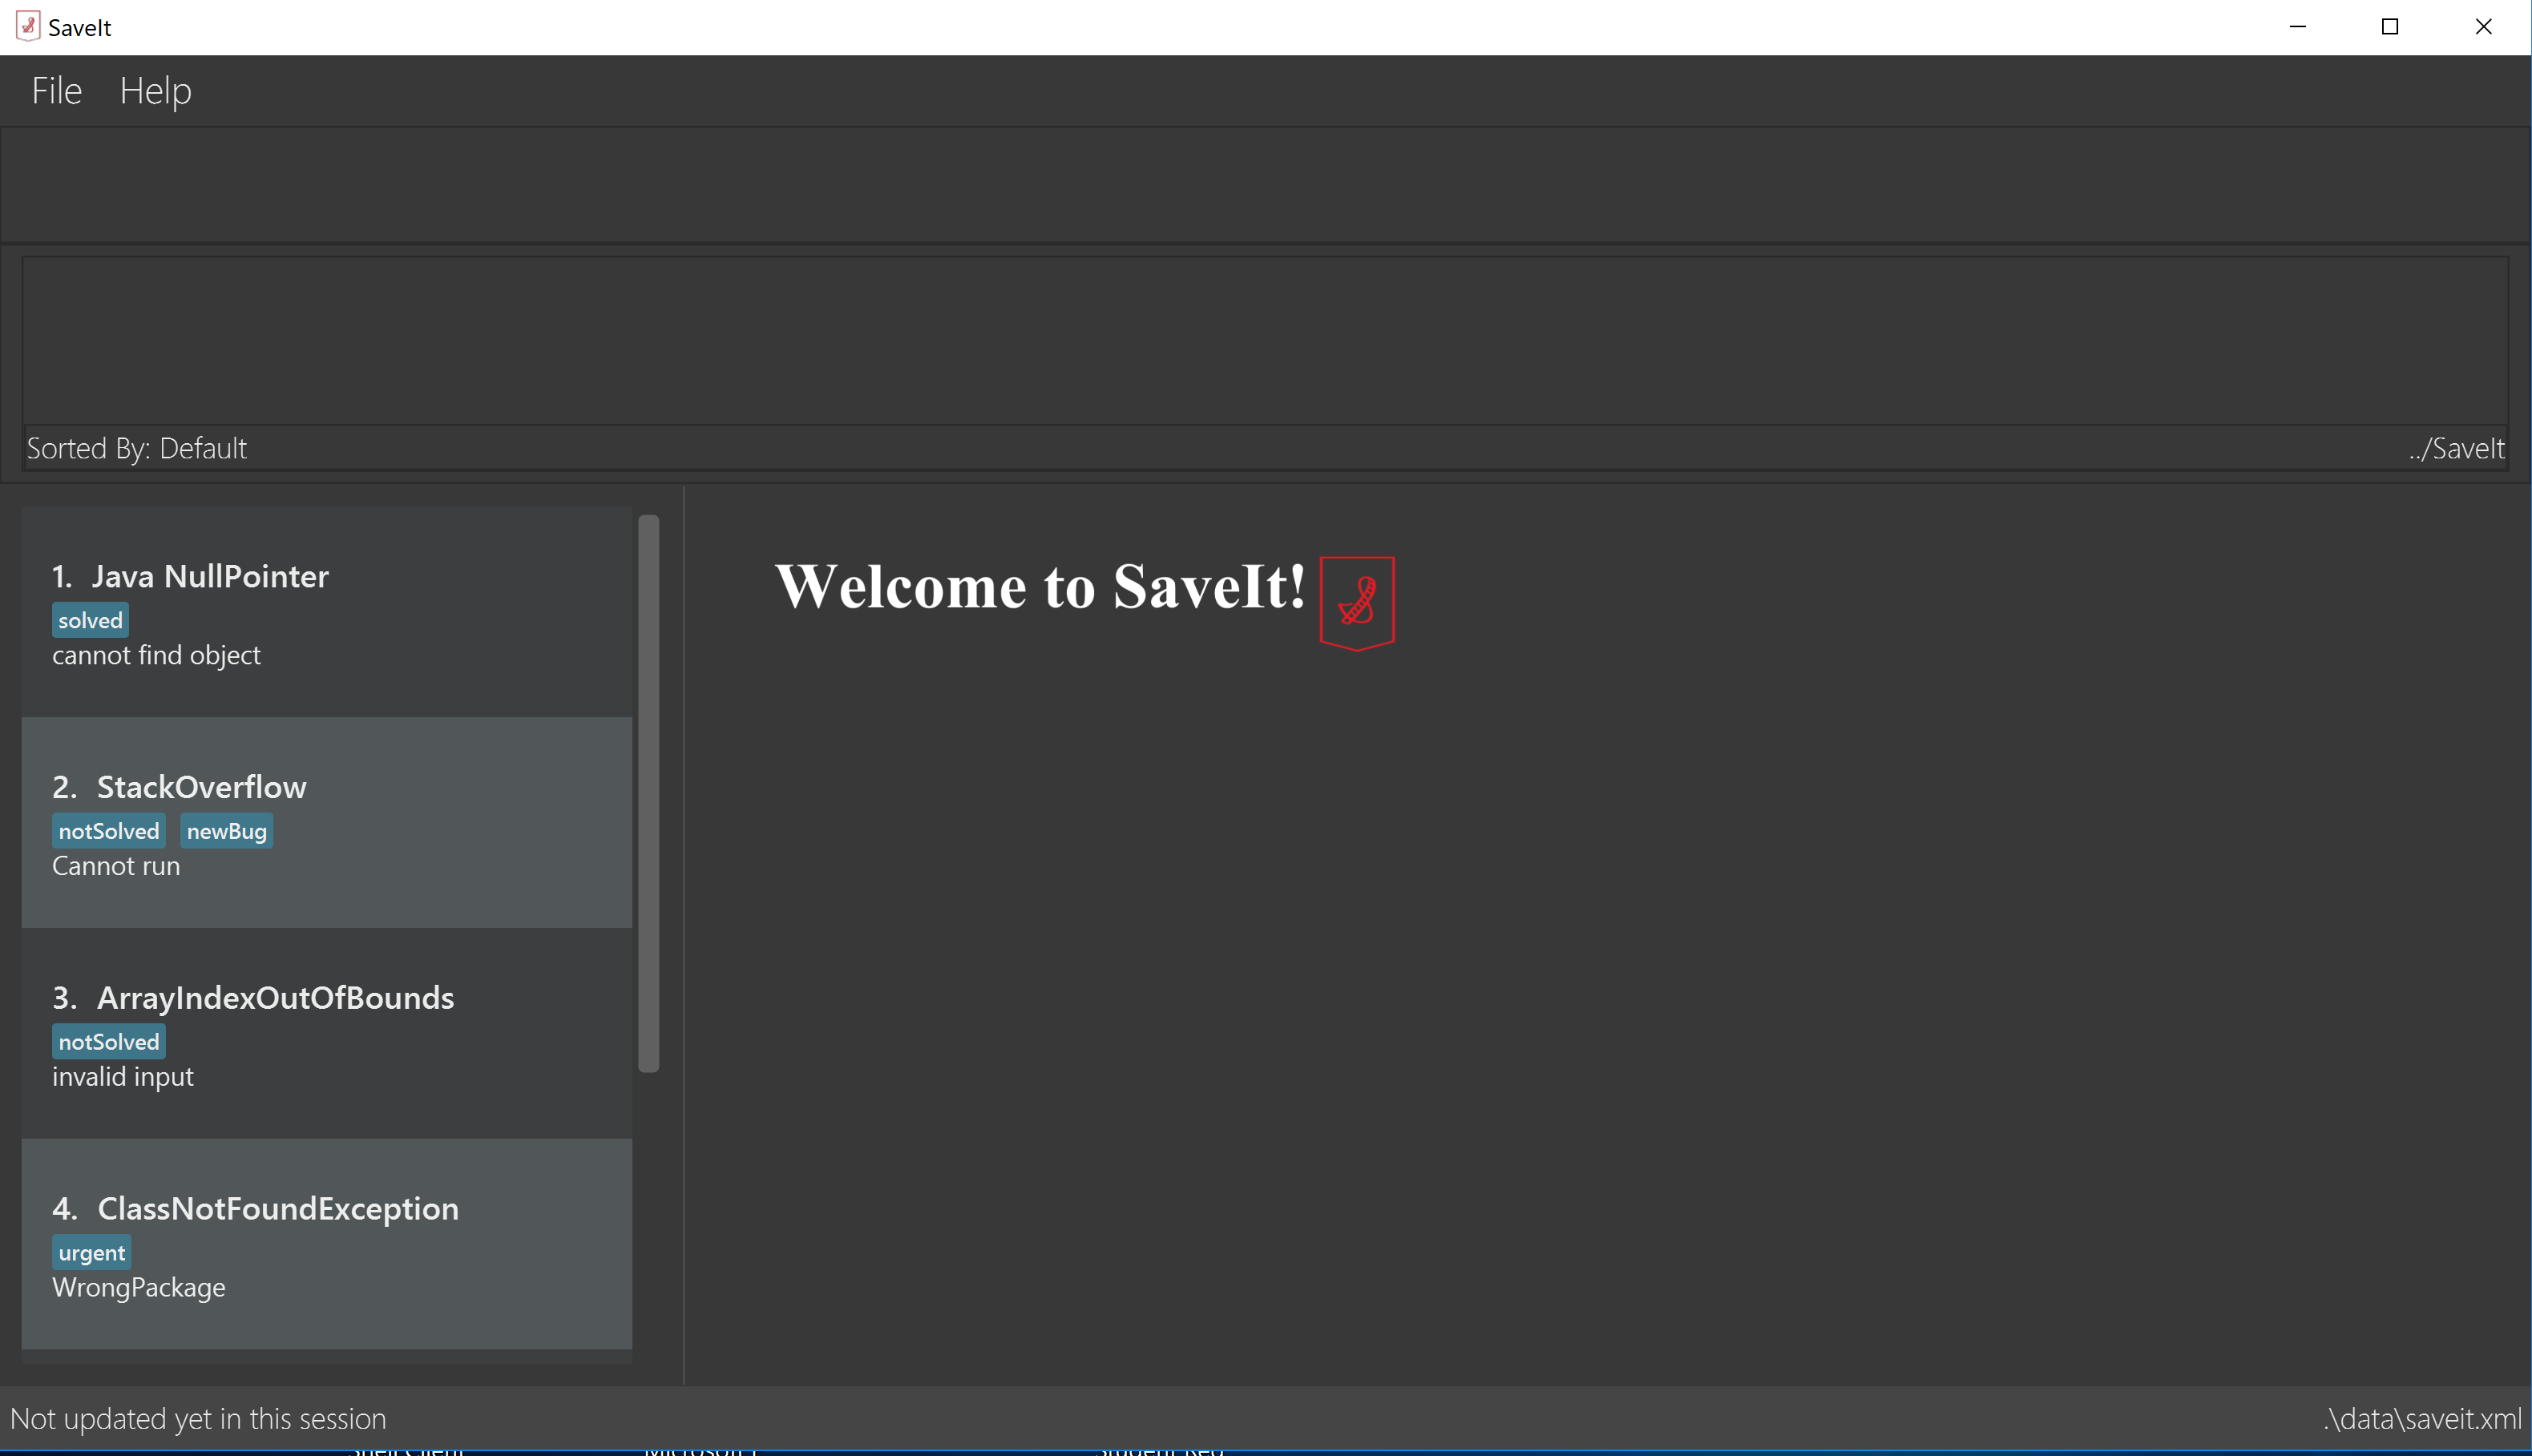 SaveIt
File Help
Sorted By: Default ../SaveIt
1. Java NullPointer
solved
cannot find object
2. StackOverflow
notSolved newBug
Cannot run
3. ArrayIndexOutOfBounds
notSolved
invalid input
4. ClassNotFoundException
urgent
WrongPackage
Welcome to SaveIt!
Not updated yet in this session .\data\saveit.xml